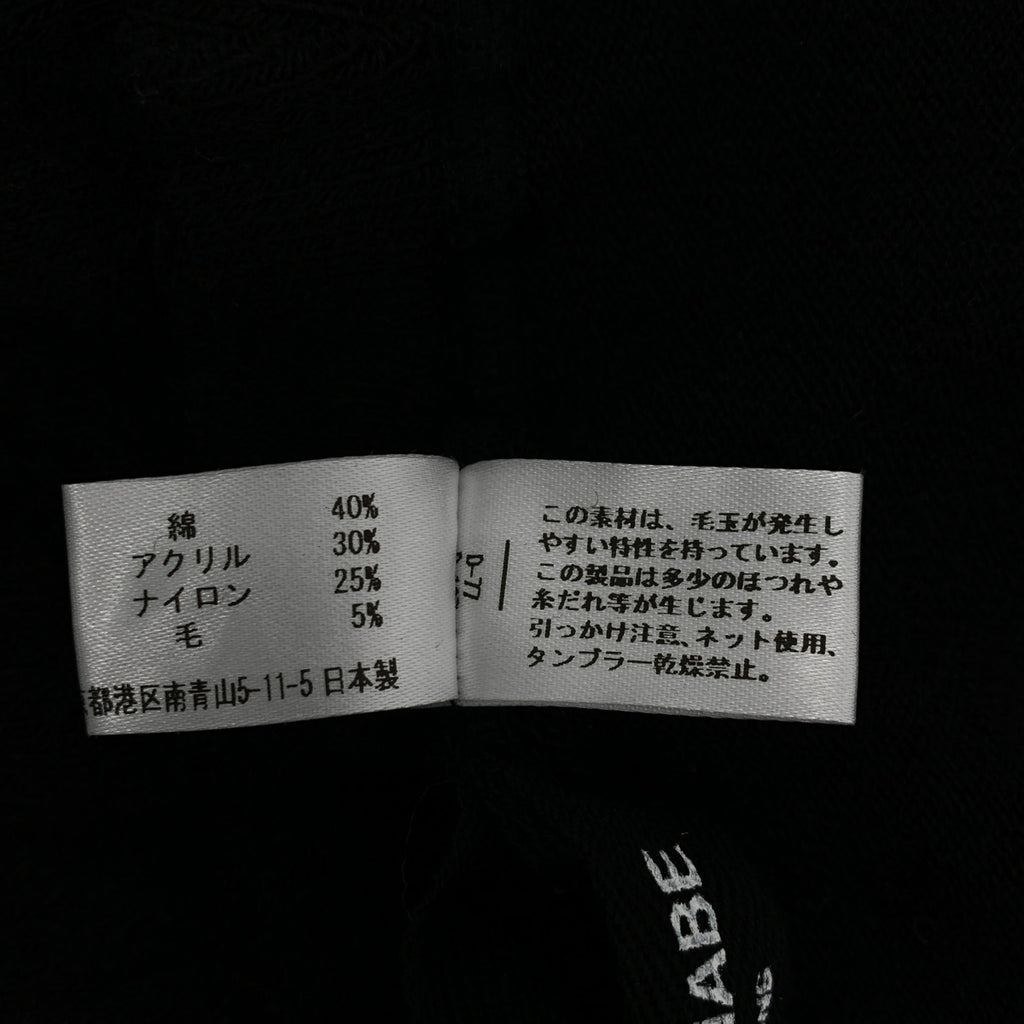 綿 40%
アクリル 30%
ナイロン 25%
毛 5%
都港区南青山5-11-5 日本製
この素材は、毛玉が発生し
やすい特性を持っています。
この製品は多少のほつれや
糸だれ等が生じます。
引っかけ注意、ネット使用、
タンブラー乾燥禁止。
ABE